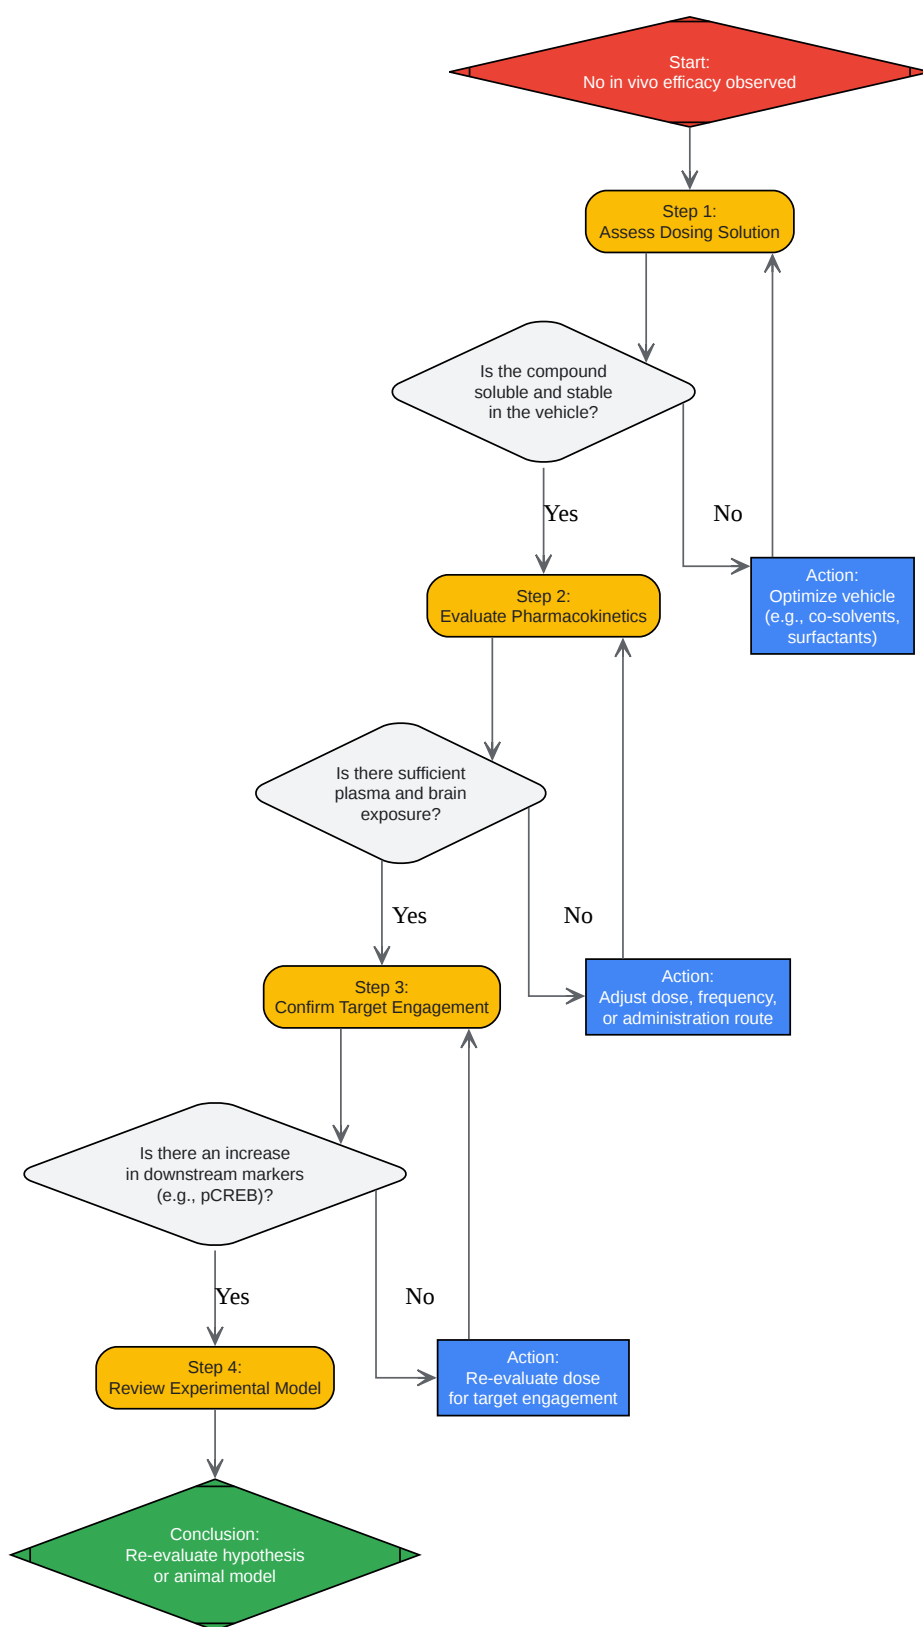 Start:
No in vivo efficacy observed
Step 1:
Assess Dosing Solution
Is the compound
soluble and stable
in the vehicle?
Yes
No
Action:
Optimize vehicle
(e.g., co-solvents,
surfactants)
Step 2:
Evaluate Pharmacokinetics
Is there sufficient
plasma and brain
exposure?
Yes
No
Action:
Adjust dose, frequency,
or administration route
Step 3:
Confirm Target Engagement
Is there an increase
in downstream markers
(e.g., pCREB)?
Yes
No
Action:
Re-evaluate dose
for target engagement
Step 4:
Review Experimental Model
Conclusion:
Re-evaluate hypothesis
or animal model